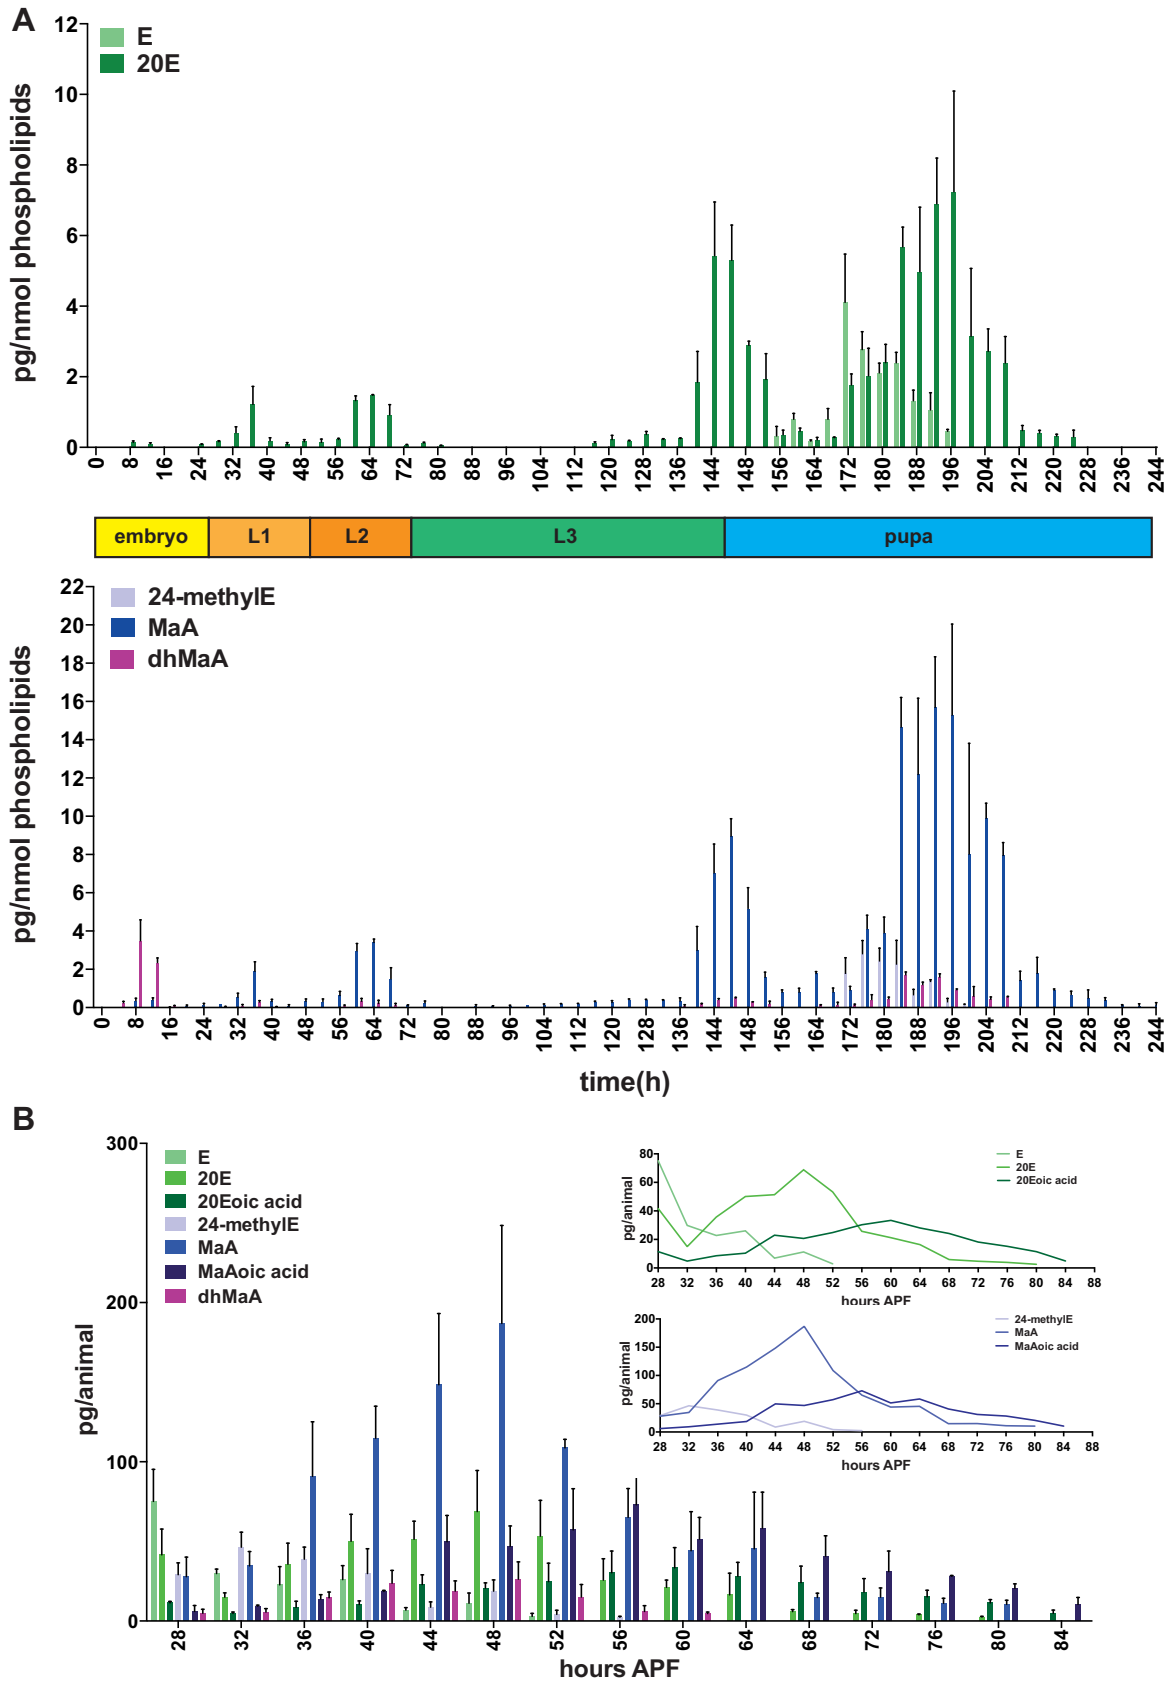 A
E
20E
pg/nmol phospholipids
12
10
8
6
4
2
0
0 8 16 24 32 40 48 56 64 72 80 88 96 104 112 120 128 136 144 148 156 164 172 180 188 196 204 212 220 228 236 244
embryo L1 L2 L3 pupa
24-methylE
MaA
dhMaA
pg/nmol phospholipids
22
20
18
16
14
12
10
8
6
4
2
0
0 8 16 24 32 40 48 56 64 72 80 88 96 104 112 120 128 136 144 148 156 164 172 180 188 196 204 212 220 228 236 244
time(h)
B
E
20E
20Eoic acid
24-methylE
MaA
MaAoic acid
dhMaA
pg/animal
300
200
100
0
28 32 36 40 44 48 52 56 60 64 68 72 76 80 84
hours APF
E
20E
20Eoic acid
pg/animal
80
60
40
20
0
28 32 36 40 44 48 52 56 60 64 68 72 76 80 84 88
hours APF
24-methylE
MaA
MaAoic acid
pg/animal
200
150
100
50
0
28 32 36 40 44 48 52 56 60 64 68 72 76 80 84 88
hours APF